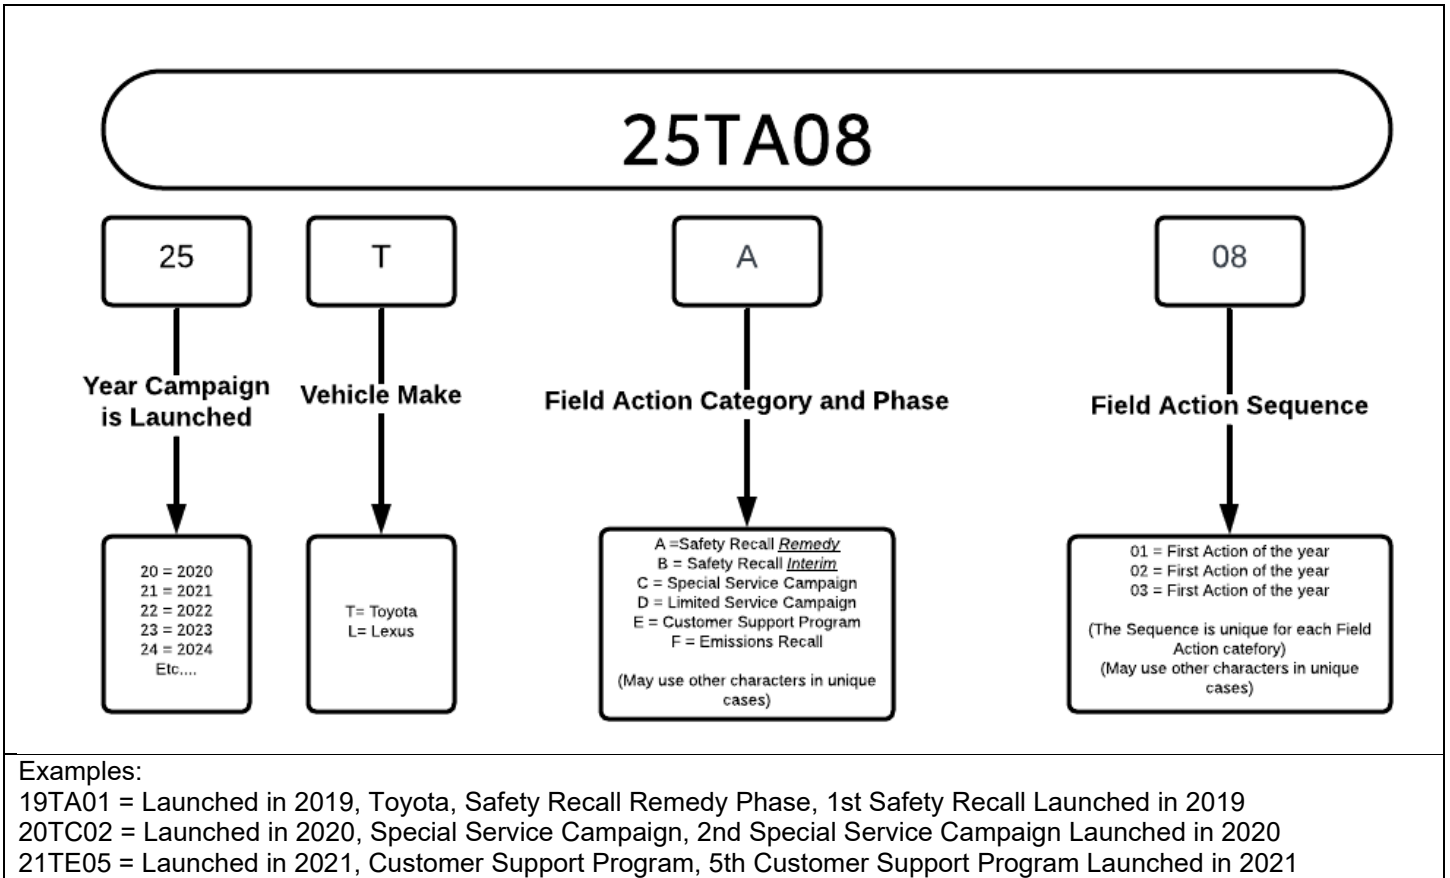 25TA08
25
T
A
08
Year Campaign
is Launched
Vehicle Make
Field Action Category and Phase
Field Action Sequence
20 = 2020
21 = 2021
22 = 2022
23 = 2023
24 = 2024
Etc....
T= Toyota
L= Lexus
A =Safety Recall Remedy
B = Safety Recall Interim
C = Special Service Campaign
D = Limited Service Campaign
E = Customer Support Program
F = Emissions Recall
(May use other characters in unique
cases)
01 = First Action of the year
02 = First Action of the year
03 = First Action of the year
(The Sequence is unique for each Field
Action catefory)
(May use other characters in unique
cases)
Examples:
19TA01 = Launched in 2019, Toyota, Safety Recall Remedy Phase, 1st Safety Recall Launched in 2019
20TC02 = Launched in 2020, Special Service Campaign, 2nd Special Service Campaign Launched in 2020
21TE05 = Launched in 2021, Customer Support Program, 5th Customer Support Program Launched in 2021